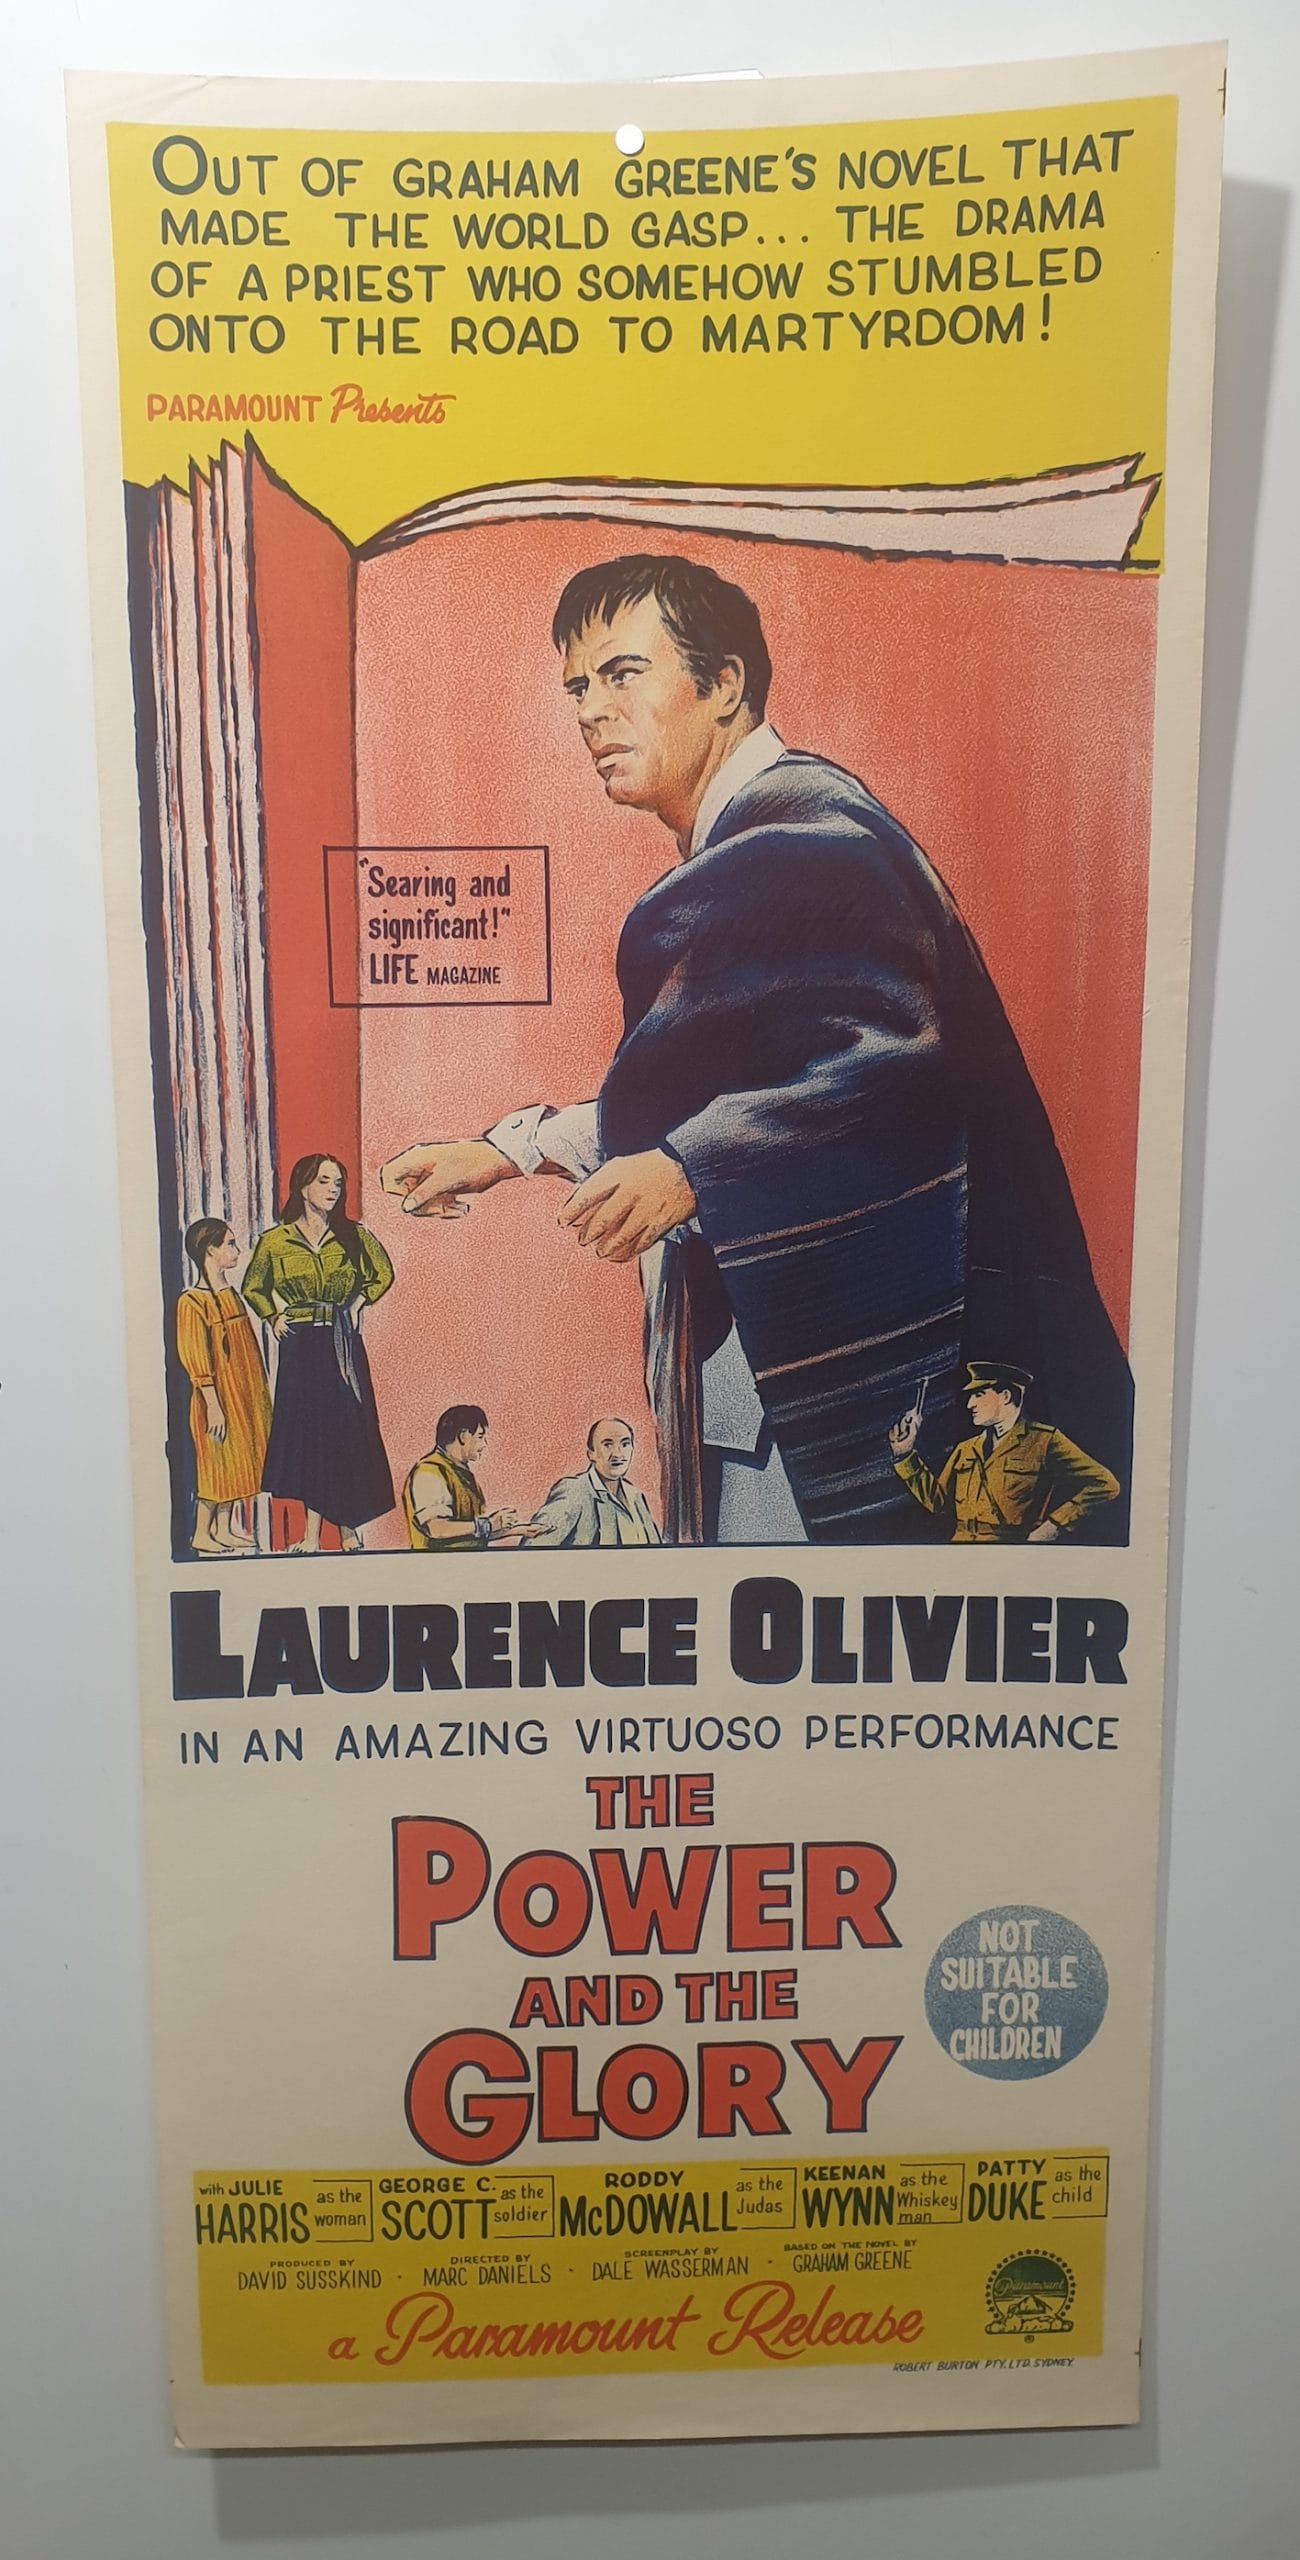 OUT OF GRAHAM GREENE'S NOVEL THAT
MADE THE WORLD GASP... THE DRAMA
OF A PRIEST WHO SOMEHOW STUMBLED
ONTO THE ROAD TO MARTYRDOM!
PARAMOUNT Presents
"Searing and
significant!"
LIFE MAGAZINE
LAURENCE OLIVIER
IN AN AMAZING VIRTUOSO PERFORMANCE
THE
POWER
AND THE
GLORY
NOT
SUITABLE
FOR
CHILDREN
with JULIE HARRIS as the woman
GEORGE C. SCOTT as the soldier
RODDY McDOWALL as the Judas
KEENAN WYNN as the Whiskey man
PATTY DUKE as the child
PRODUCED BY DAVID SUSSKIND · DIRECTED BY MARC DANIELS · SCREENPLAY BY DALE WASSERMAN · BASED ON THE NOVEL BY GRAHAM GREENE
a Paramount Release
Paramount
ROBERT BURTON PTY. LTD. SYDNEY.